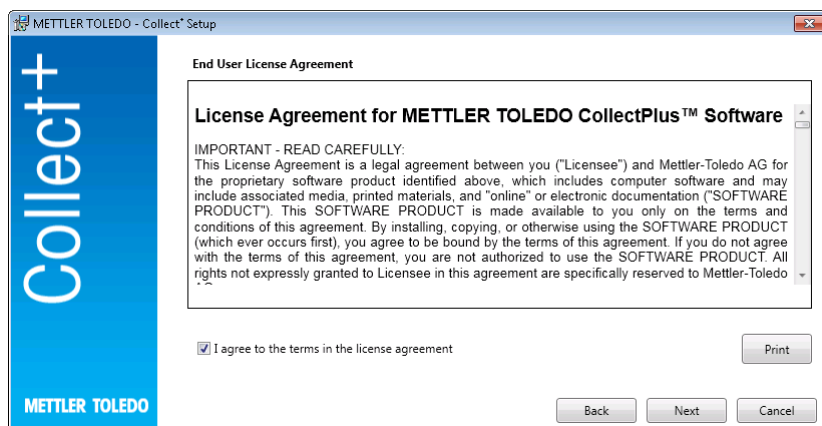 METTLER TOLEDO - Collect⁺ Setup
Collect+
End User License Agreement
License Agreement for METTLER TOLEDO CollectPlus™ Software
IMPORTANT - READ CAREFULLY:
This License Agreement is a legal agreement between you ("Licensee") and Mettler-Toledo AG for
the proprietary software product identified above, which includes computer software and may
include associated media, printed materials, and "online" or electronic documentation ("SOFTWARE
PRODUCT"). This SOFTWARE PRODUCT is made available to you only on the terms and
conditions of this agreement. By installing, copying, or otherwise using the SOFTWARE PRODUCT
(which ever occurs first), you agree to be bound by the terms of this agreement. If you do not agree
with the terms of this agreement, you are not authorized to use the SOFTWARE PRODUCT. All
rights not expressly granted to Licensee in this agreement are specifically reserved to Mettler-Toledo
I agree to the terms in the license agreement
Print
METTLER TOLEDO
Back
Next
Cancel